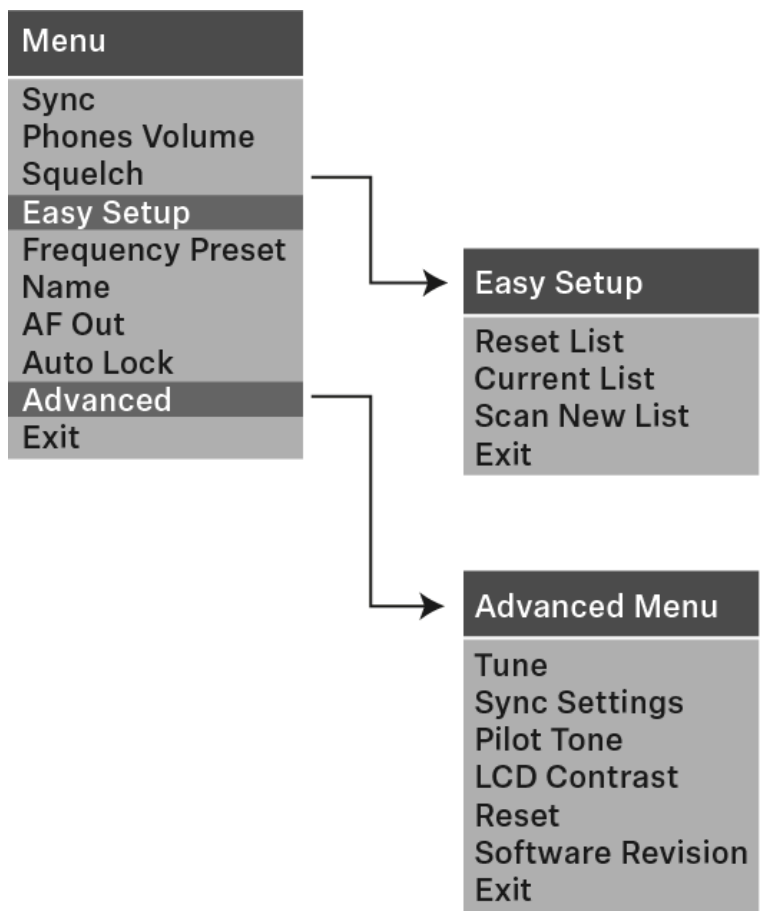 Menu
Sync
Phones Volume
Squelch
Easy Setup
Frequency Preset
Name
AF Out
Auto Lock
Advanced
Exit
Easy Setup
Reset List
Current List
Scan New List
Exit
Advanced Menu
Tune
Sync Settings
Pilot Tone
LCD Contrast
Reset
Software Revision
Exit